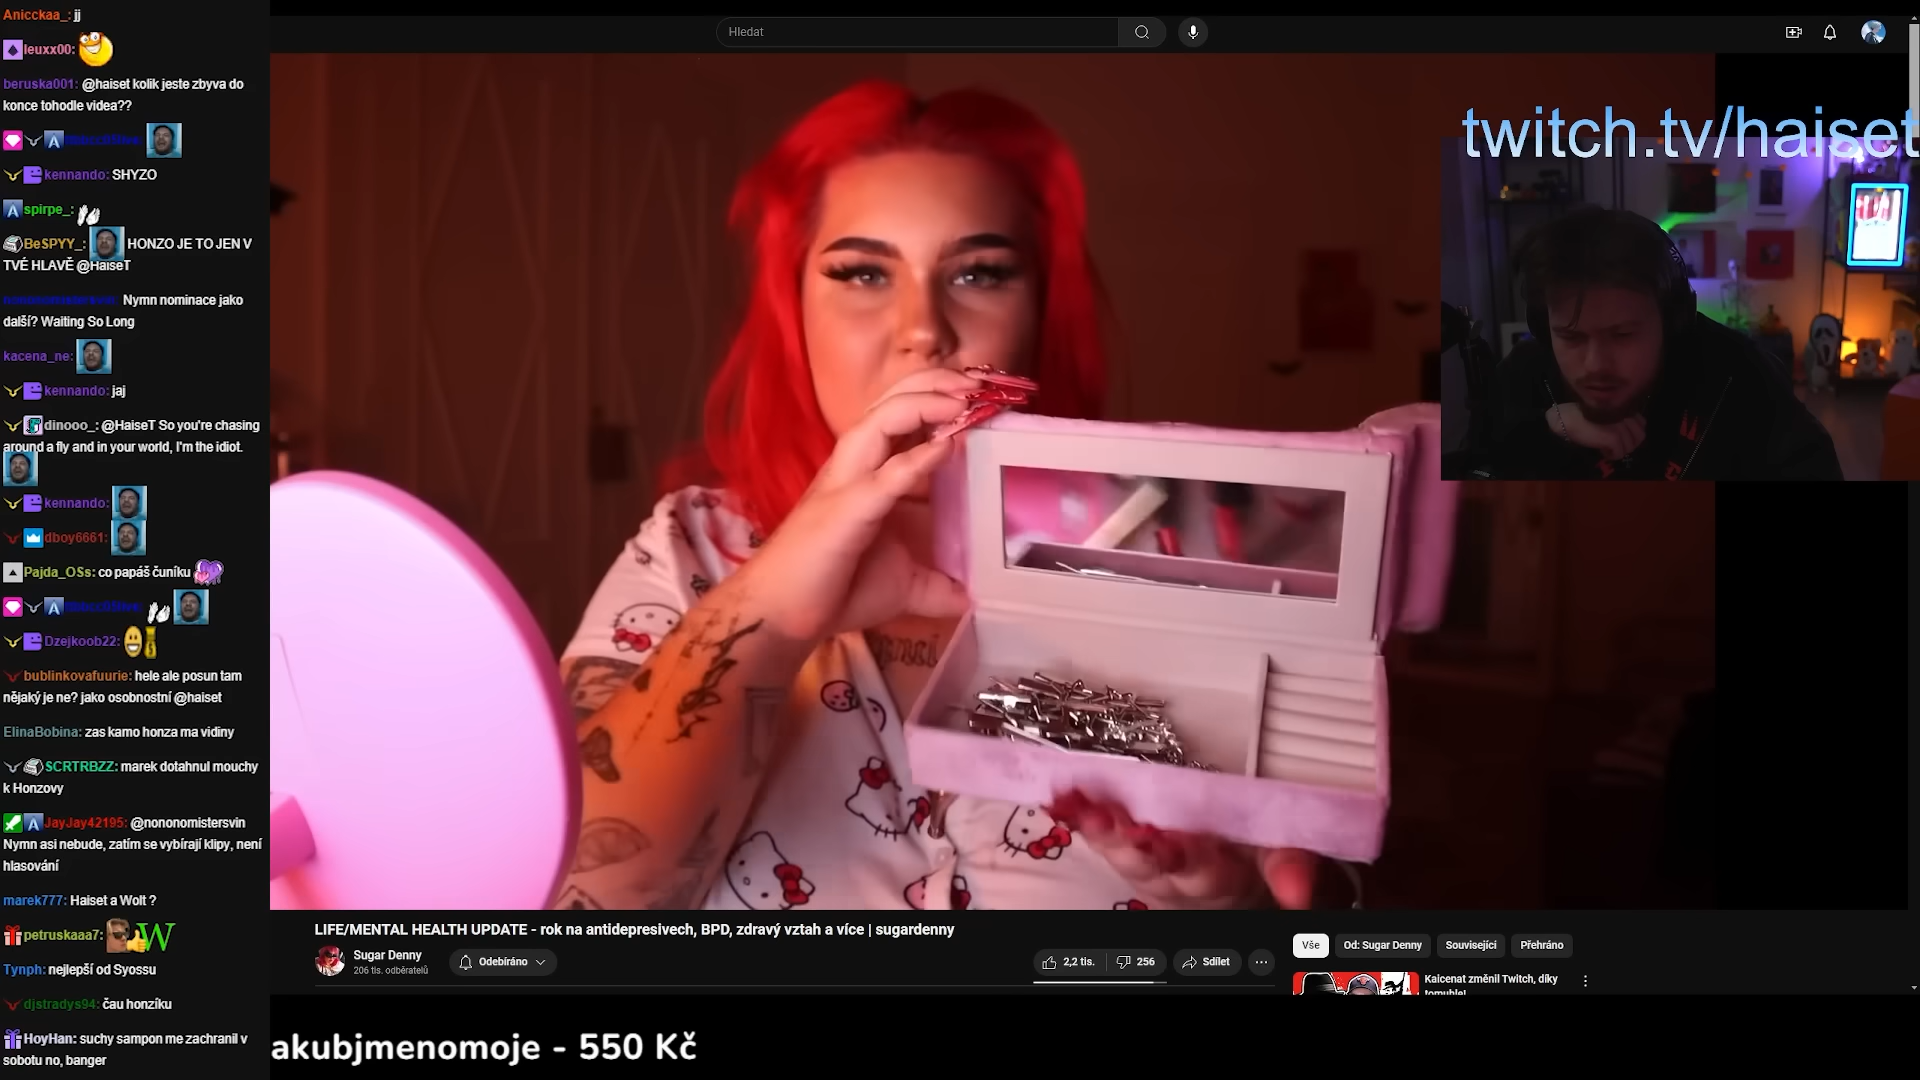 Anicckaa_: jj
leuxx00:
beruska001: @haiset kolik jeste zbyva do
konce tohodle videa??
kennando: SHYZO
spirpe_:
BeSPYY_: HONZO JE TO JEN V
TVÉ HLAVĚ @HaiseT
Nymn nominace jako
další? Waiting So Long
kacena_ne:
kennando: jaj
dinooo_: @HaiseT So you're chasing
around a fly and in your world, I'm the idiot.
kennando:
dboy6661:
Pajda_OSs: co papáš čuníku
Dzejkoob22:
bublinkovafuurie: hele ale posun tam
nějaký je ne? jako osobnostní @haiset
ElinaBobina: zas kamo honza ma vidiny
SCRTRBZZ: marek dotahnul mouchy
k Honzovy
JayJay42195: @nononomistersvin
Nymn asi nebude, zatím se vybírají klipy, není
hlasování
marek777: Haiset a Wolt ?
petruskaaa7:
Tynph: nejlepší od Syossu
djstradys94: čau honzíku
HoyHan: suchy sampon me zachranil v
sobotu no, banger
Hledat
twitch.tv/haiset
LIFE/MENTAL HEALTH UPDATE - rok na antidepresivech, BPD, zdravý vztah a více | sugardenny
Sugar Denny
206 tis. odběratelů
Odebíráno
2,2 tis.
256
Sdílet
Vše
Od: Sugar Denny
Související
Přehráno
Kaicenat změnil Twitch, díky
tomuhle!
akubjmenomoje - 550 Kč